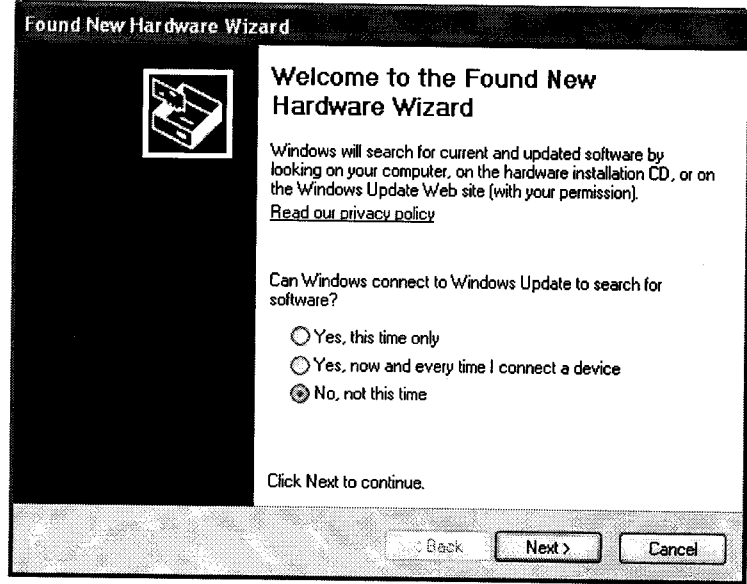 Found New Hardware Wizard
Welcome to the Found New
Hardware Wizard
Windows will search for current and updated software by
looking on your computer, on the hardware installation CD, or on
the Windows Update Web site (with your permission).
Read our privacy policy
Can Windows connect to Windows Update to search for
software?
Yes, this time only
Yes, now and every time I connect a device
No, not this time
Click Next to continue.
< Back
Next >
Cancel